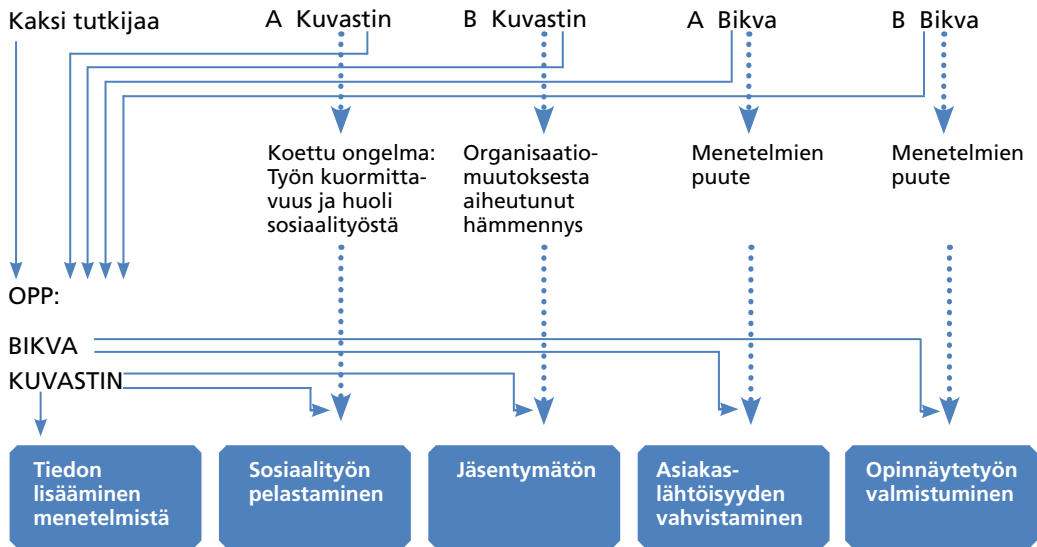 Kaksi tutkijaa
A Kuvastin
B Kuvastin
A Bikva
B Bikva
Koettu ongelma:
Työn kuormitta-
vuus ja huoli
sosiaalityöstä
Organisaatio-
muutoksesta
aiheutunut
hämmennys
Menetelmien
puute
Menetelmien
puute
OPP:
BIKVA
KUVASTIN
Tiedon
lisääminen
menetelmistä
Sosiaalityön
pelastaminen
Jäsentymätön
Asiakas-
lähtöisyyden
vahvistaminen
Opinnäytetyön
valmistuminen